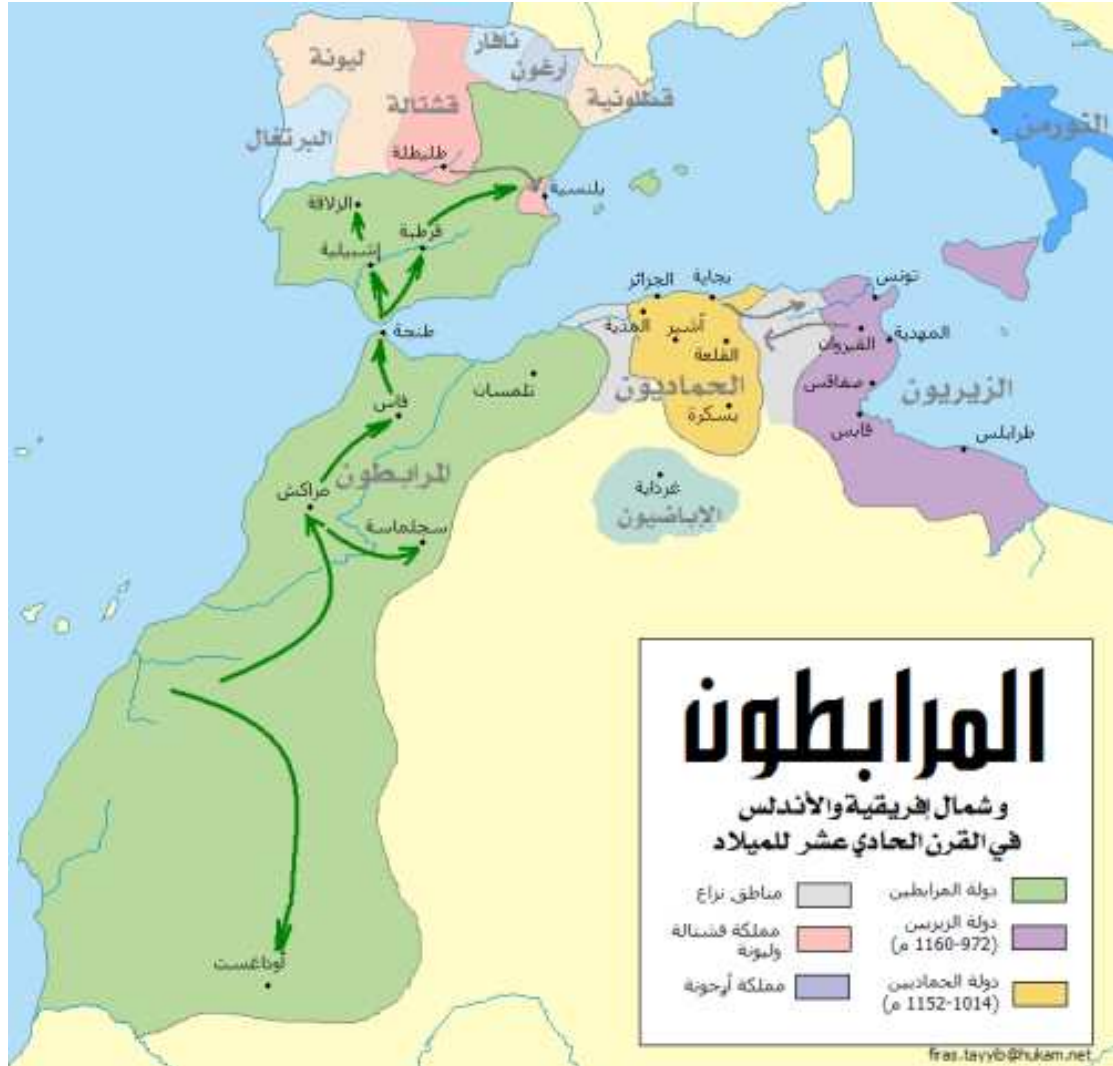 نافار
ليونة
أرغون
قشتالة
قطلونية
البرتغال
النورمن
طليطلة
بلنسية
الزلاقة
قرطبة
إشبيلية
تونس
بجاية
الجزائر
طنجة
المدية
أشير
القيروان
المهدية
القلعة
الحماديون
تلمسان
صفاقس
الزيريون
بسكرة
فاس
قابس
طرابلس
المرابطون
مراكش
غرداية
الإباضيون
سجلماسة
أوداغست
المرابطون
وشمال إفريقية والأندلس
في القرن الحادي عشر للميلاد
دولة المرابطين
مناطق نزاع
دولة الزيريين
(972-1160 م)
مملكة قشتالة
وليونة
دولة الحماديين
(1014-1152 م)
مملكة أرجونة
fras.tayyib@hukam.net